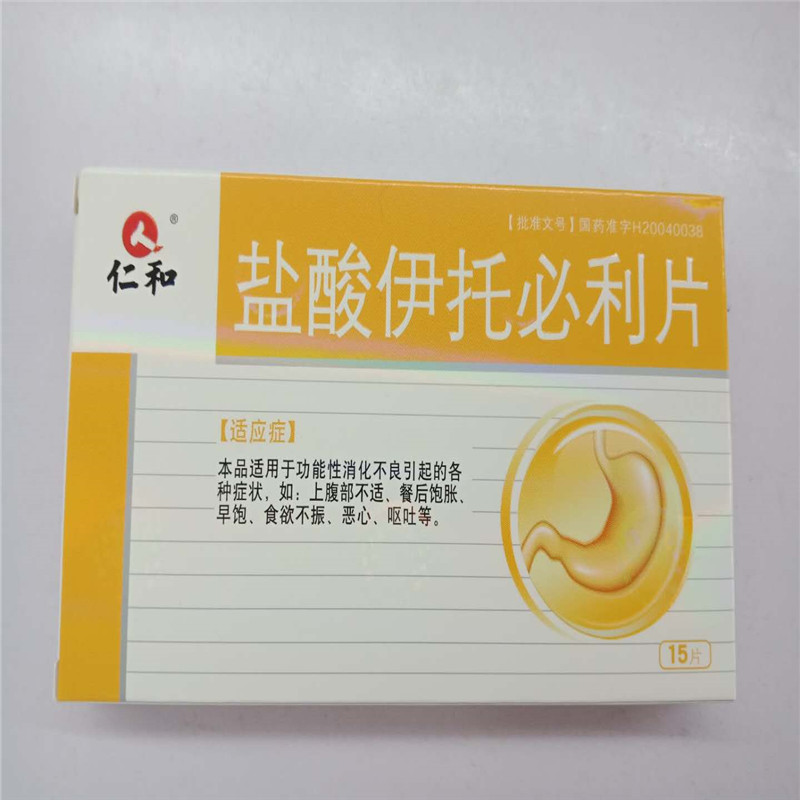 仁和
®
【批准文号】国药准字H20040038
盐酸伊托必利片
【适应症】
本品适用于功能性消化不良引起的各
种症状，如：上腹部不适、餐后饱胀、
早饱、食欲不振、恶心、呕吐等。
15片